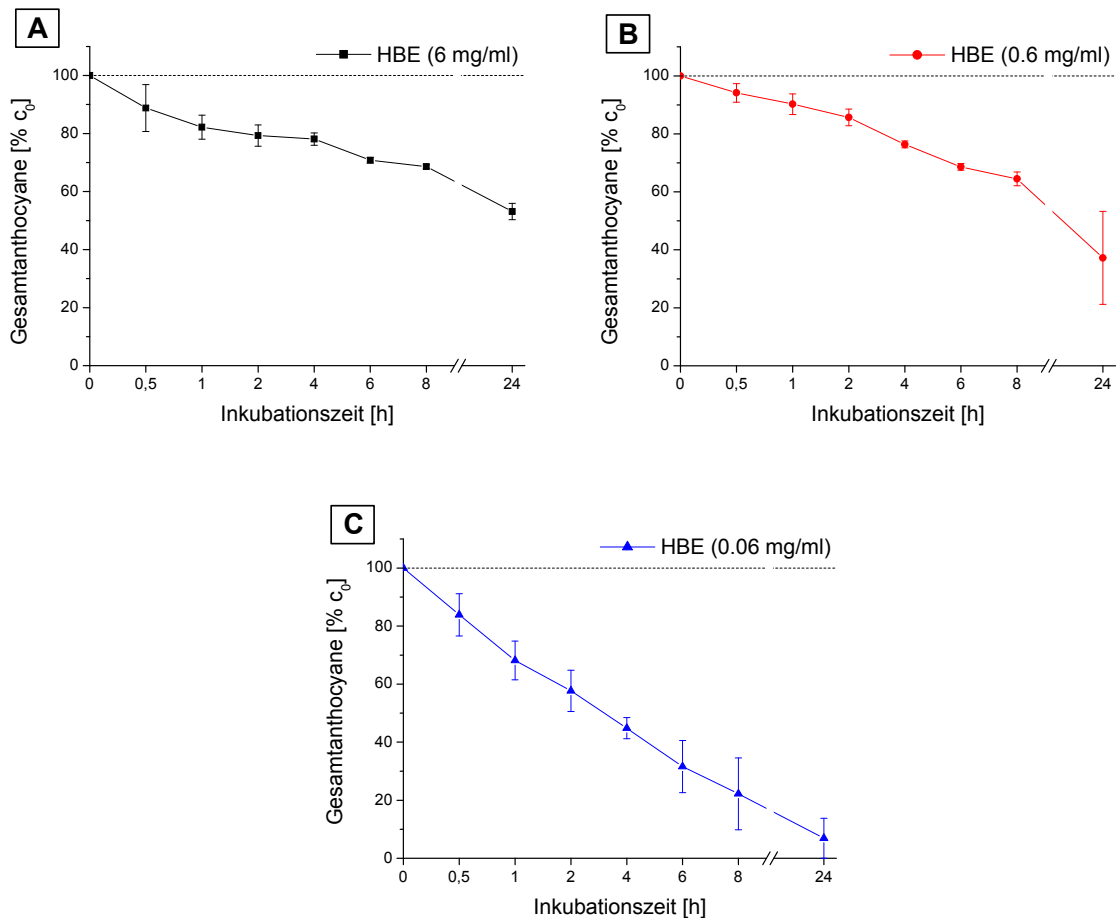 A
HBE (6 mg/ml)
Gesamtanthocyane [% c0]
100
80
60
40
20
0
0 0,5 1 2 4 6 8 24
Inkubationszeit [h]
B
HBE (0.6 mg/ml)
Gesamtanthocyane [% c0]
100
80
60
40
20
0
0 0,5 1 2 4 6 8 24
Inkubationszeit [h]
C
HBE (0.06 mg/ml)
Gesamtanthocyane [% c0]
100
80
60
40
20
0
0 0,5 1 2 4 6 8 24
Inkubationszeit [h]